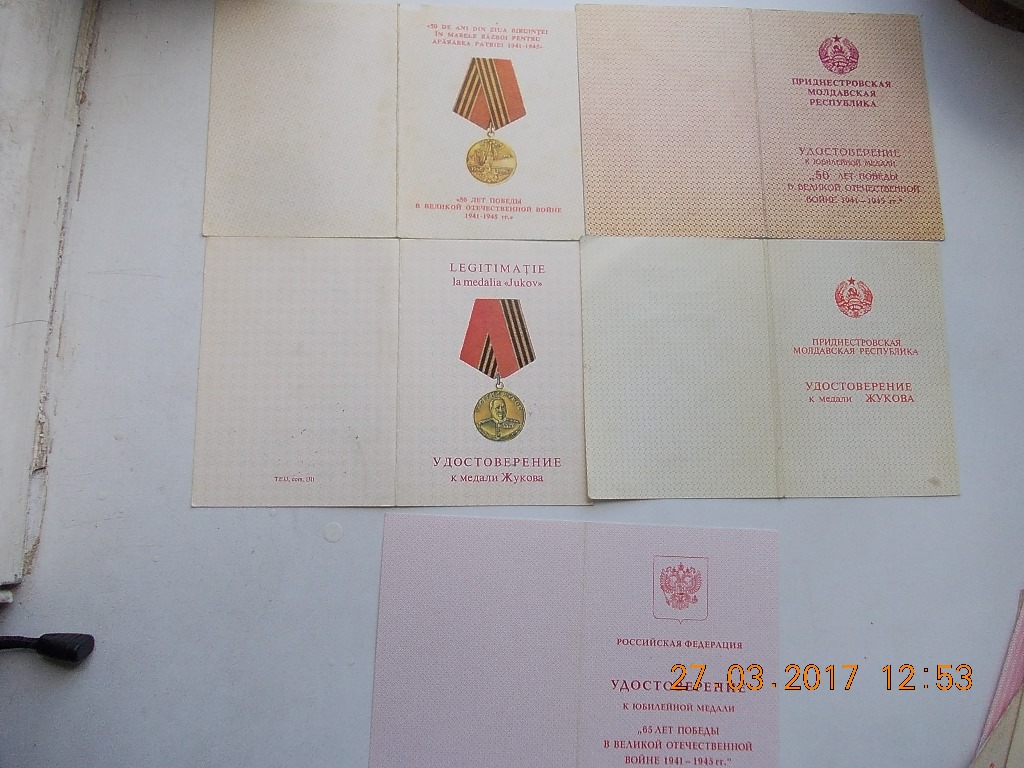 «50 DE ANI DIN ZIUA BIRUINȚEI
ÎN MARELE RĂZBOI PENTRU
APĂRAREA PATRIEI 1941-1945»
«50 ЛЕТ ПОБЕДЫ
В ВЕЛИКОЙ ОТЕЧЕСТВЕННОЙ ВОЙНЕ
1941-1945 гг.»
ПРИДНЕСТРОВСКАЯ
МОЛДАВСКАЯ
РЕСПУБЛИКА
УДОСТОВЕРЕНИЕ
К ЮБИЛЕЙНОЙ МЕДАЛИ
„50 ЛЕТ ПОБЕДЫ
В ВЕЛИКОЙ ОТЕЧЕСТВЕННОЙ
ВОЙНЕ 1941–1945 гг."
LEGITIMAȚIE
la medalia «Jukov»
УДОСТОВЕРЕНИЕ
к медали Жукова
ПРИДНЕСТРОВСКАЯ
МОЛДАВСКАЯ РЕСПУБЛИКА
УДОСТОВЕРЕНИЕ
к медали ЖУКОВА
РОССИЙСКАЯ ФЕДЕРАЦИЯ
УДОСТОВЕРЕНИЕ
К ЮБИЛЕЙНОЙ МЕДАЛИ
„65 ЛЕТ ПОБЕДЫ
В ВЕЛИКОЙ ОТЕЧЕСТВЕННОЙ
ВОЙНЕ 1941–1945 гг."
27.03.2017 12:53